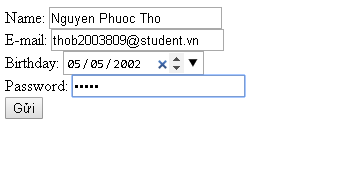 Name: Nguyen Phuoc Tho
E-mail: thob2003809@student.vn
Birthday: 05/05/2002
Password: •••••
Gửi